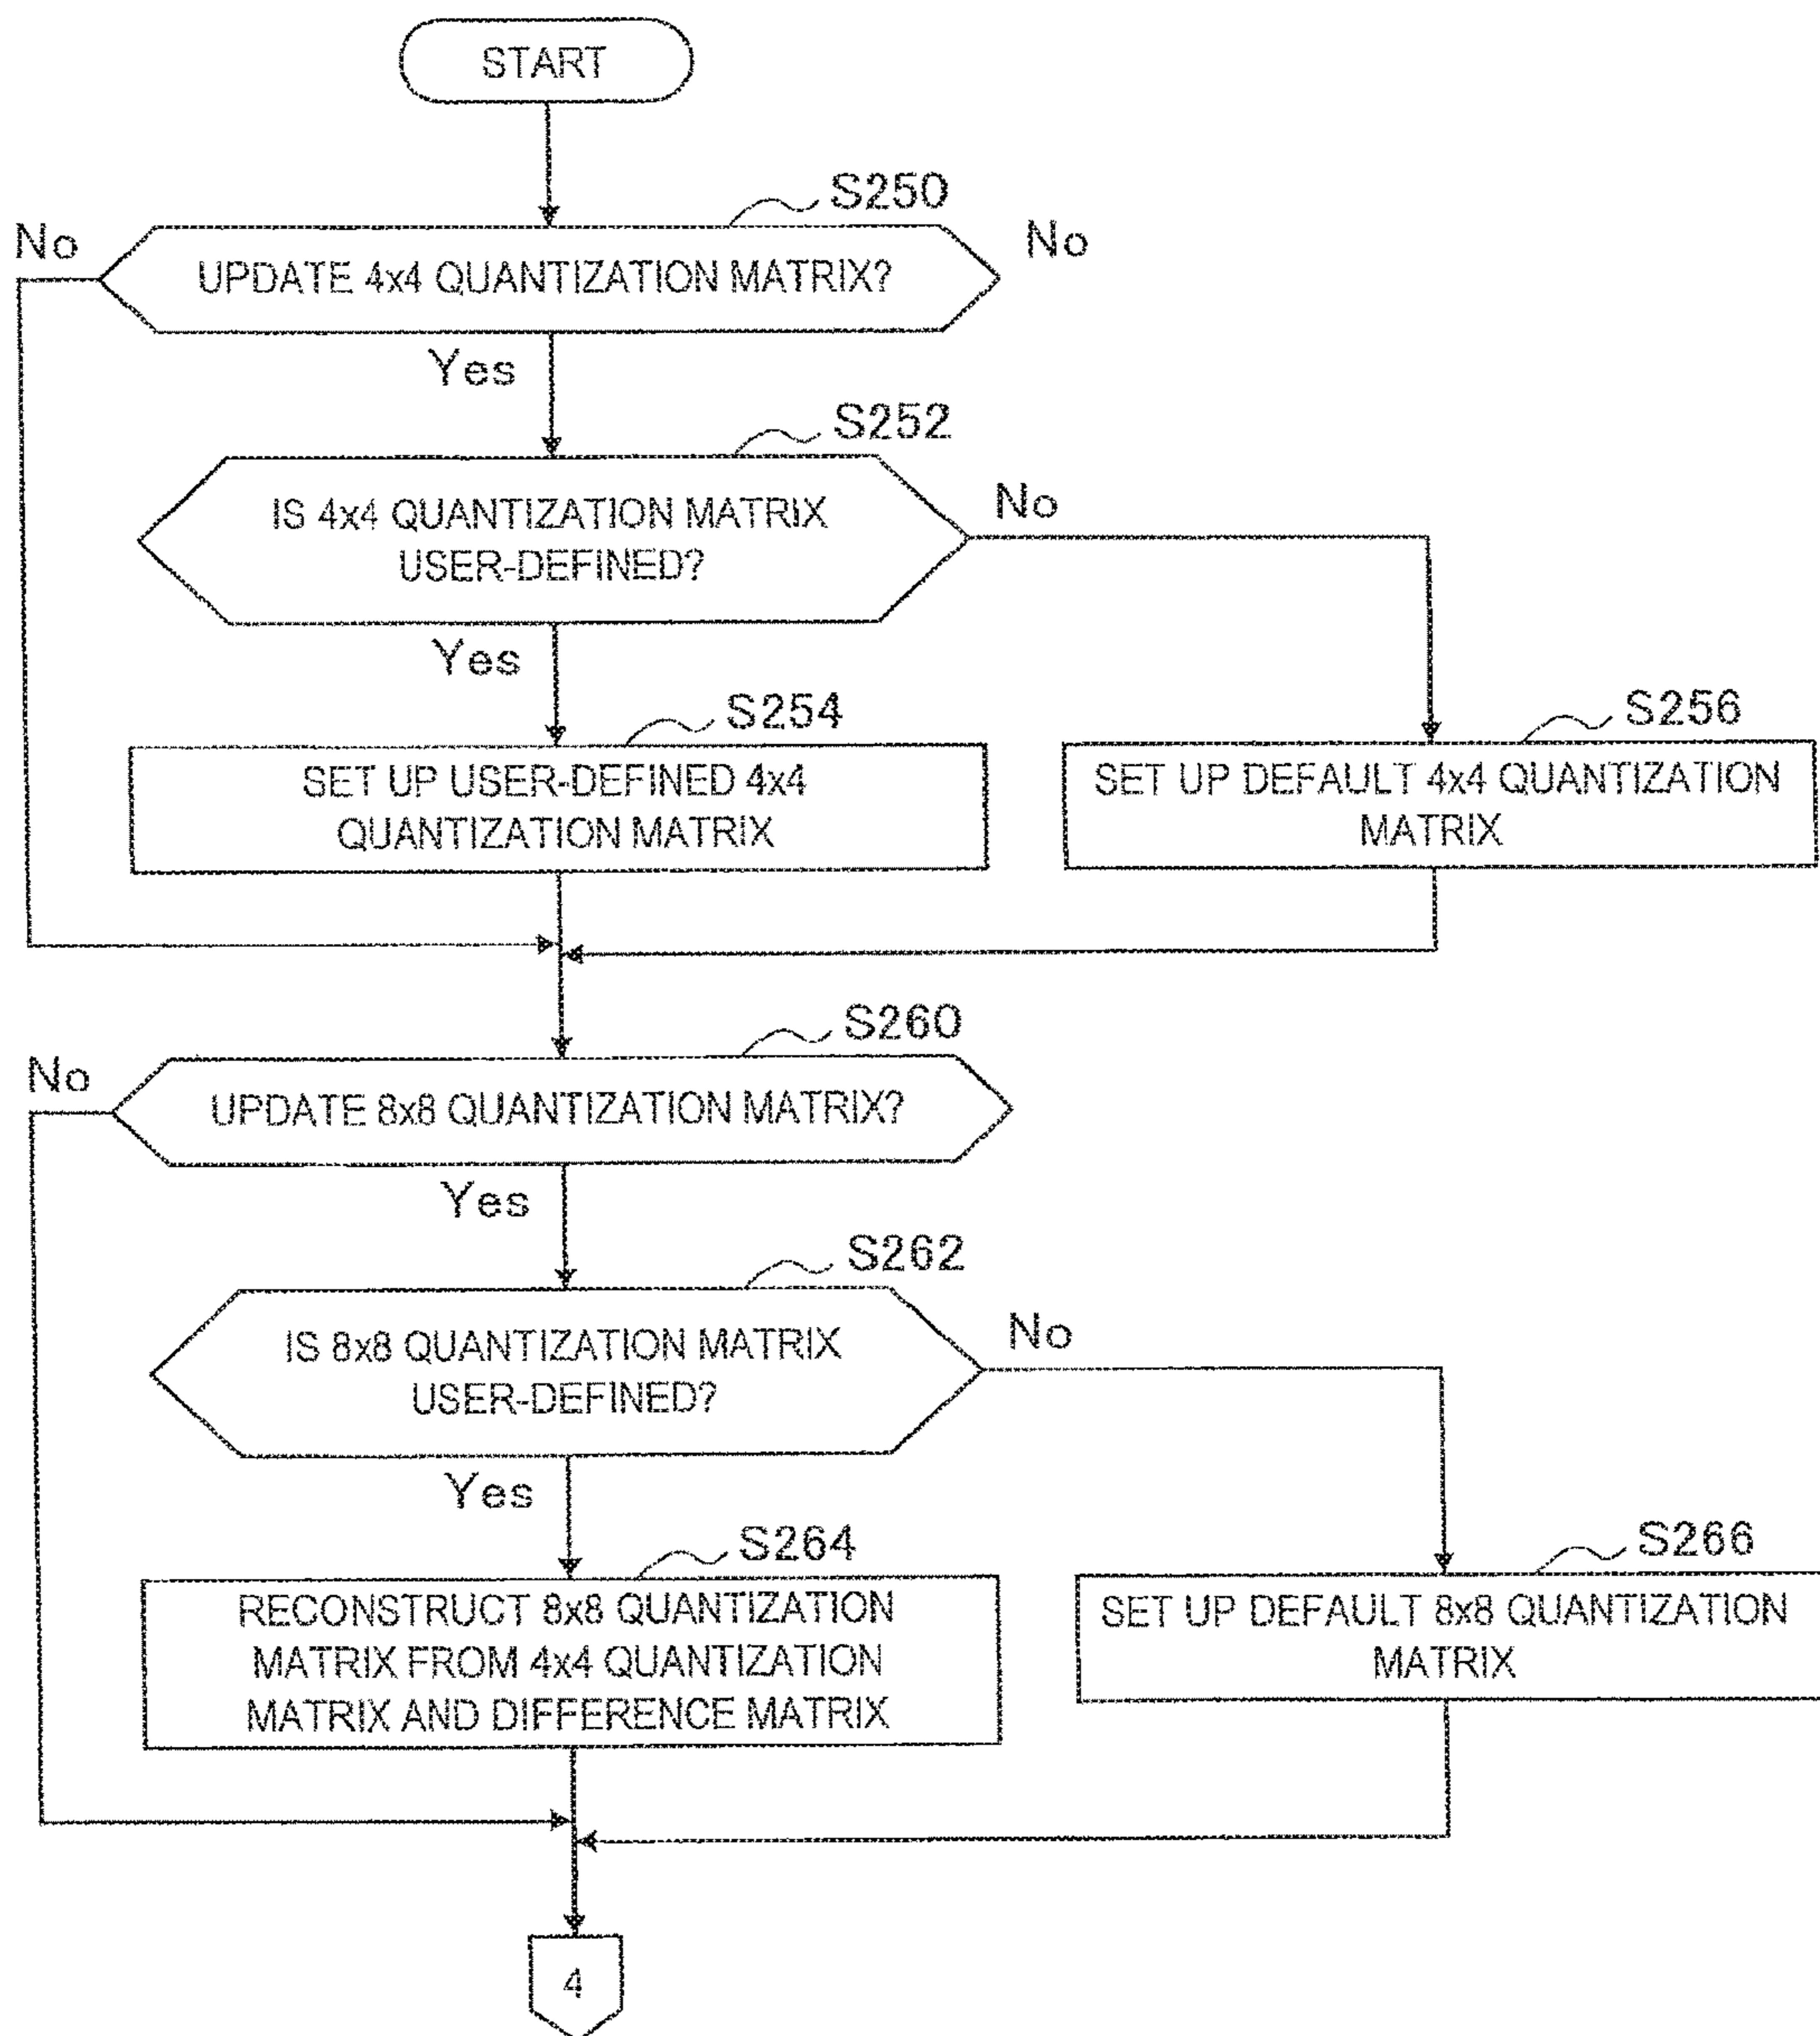 START
S250
No
No
UPDATE 4x4 QUANTIZATION MATRIX?
Yes
S252
IS 4x4 QUANTIZATION MATRIX
USER-DEFINED?
No
Yes
S254
S256
SET UP USER-DEFINED 4x4
QUANTIZATION MATRIX
SET UP DEFAULT 4x4 QUANTIZATION
MATRIX
S260
No
UPDATE 8x8 QUANTIZATION MATRIX?
Yes
S262
IS 8x8 QUANTIZATION MATRIX
USER-DEFINED?
No
Yes
S264
S266
RECONSTRUCT 8x8 QUANTIZATION
MATRIX FROM 4x4 QUANTIZATION
MATRIX AND DIFFERENCE MATRIX
SET UP DEFAULT 8x8 QUANTIZATION
MATRIX
4